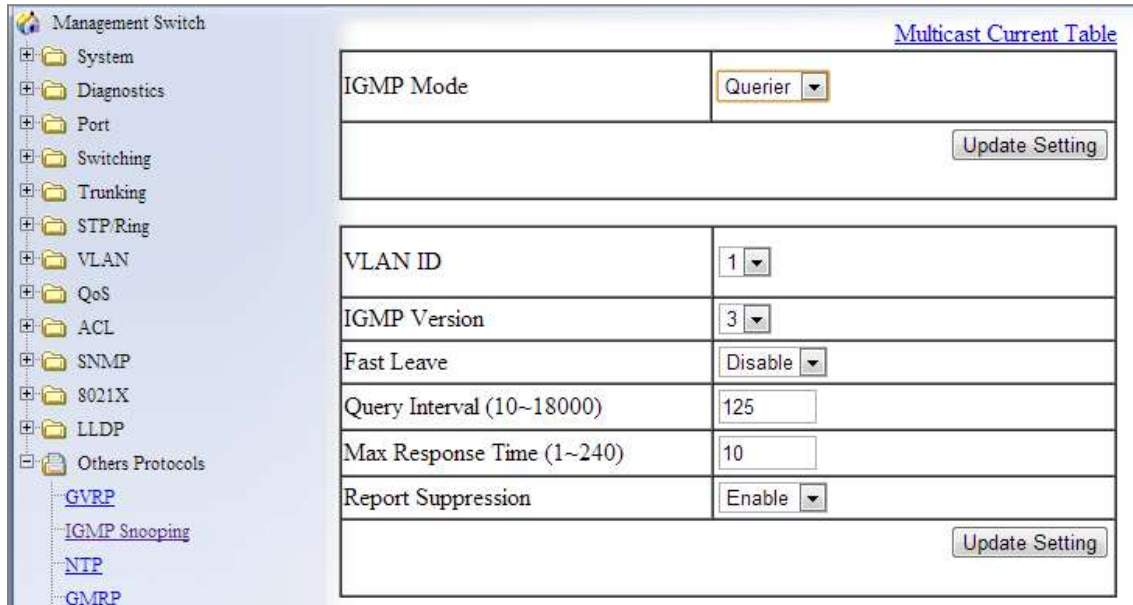 Management Switch
System
Diagnostics
Port
Switching
Trunking
STP/Ring
VLAN
QoS
ACL
SNMP
8021X
LLDP
Others Protocols
GVRP
IGMP Snooping
NTP
GMRP
Multicast Current Table
IGMP Mode Querier
Update Setting
VLAN ID 1
IGMP Version 3
Fast Leave Disable
Query Interval (10~18000) 125
Max Response Time (1~240) 10
Report Suppression Enable
Update Setting